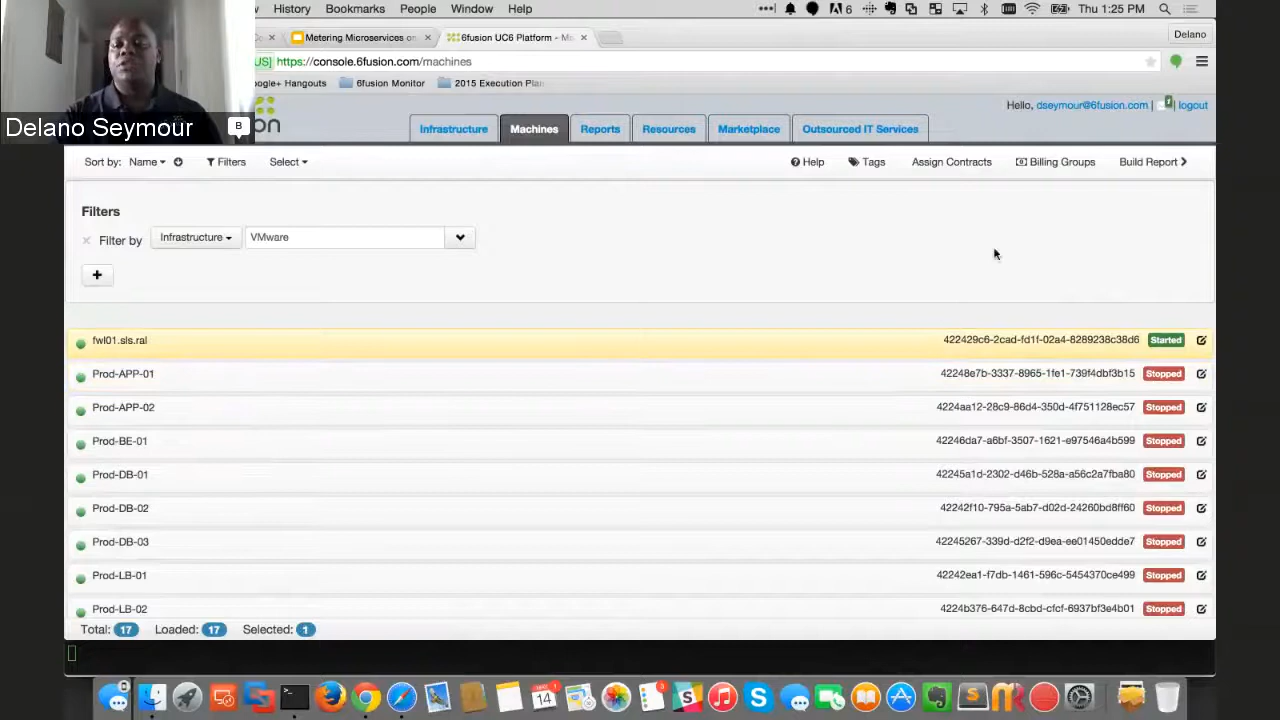 History Bookmarks People Window Help 6 Thu 1:25 PM
Metering Microservices on 6fusion UC6 Platform - Mo Delano
US] https://console.6fusion.com/machines
ogle+ Hangouts 6fusion Monitor 2015 Execution Plan
Hello, dseymour@6fusion.com | logout
Delano Seymour B on
Infrastructure Machines Reports Resources Marketplace Outsourced IT Services
Sort by: Name Filters Select Help Tags Assign Contracts Billing Groups Build Report
Filters
Filter by Infrastructure VMware
+
fwl01.sls.ral 422429c6-2cad-fd1f-02a4-8289238c38d6 Started
Prod-APP-01 42248e7b-3337-8965-1fe1-739f4dbf3b15 Stopped
Prod-APP-02 4224aa12-28c9-86d4-350d-4f751128ec57 Stopped
Prod-BE-01 42246da7-a6bf-3507-1621-e97546a4b599 Stopped
Prod-DB-01 42245a1d-2302-d46b-528a-a56c2a7fba80 Stopped
Prod-DB-02 42242f10-795a-5ab7-d02d-24260bd8ff60 Stopped
Prod-DB-03 42245267-339d-d2f2-d9ea-ee01450edde7 Stopped
Prod-LB-01 42242ea1-f7db-1461-596c-5454370ce499 Stopped
Prod-LB-02 4224b376-647d-8cbd-cfcf-6937bf3e4b01 Stopped
Total: 17 Loaded: 17 Selected: 1
14